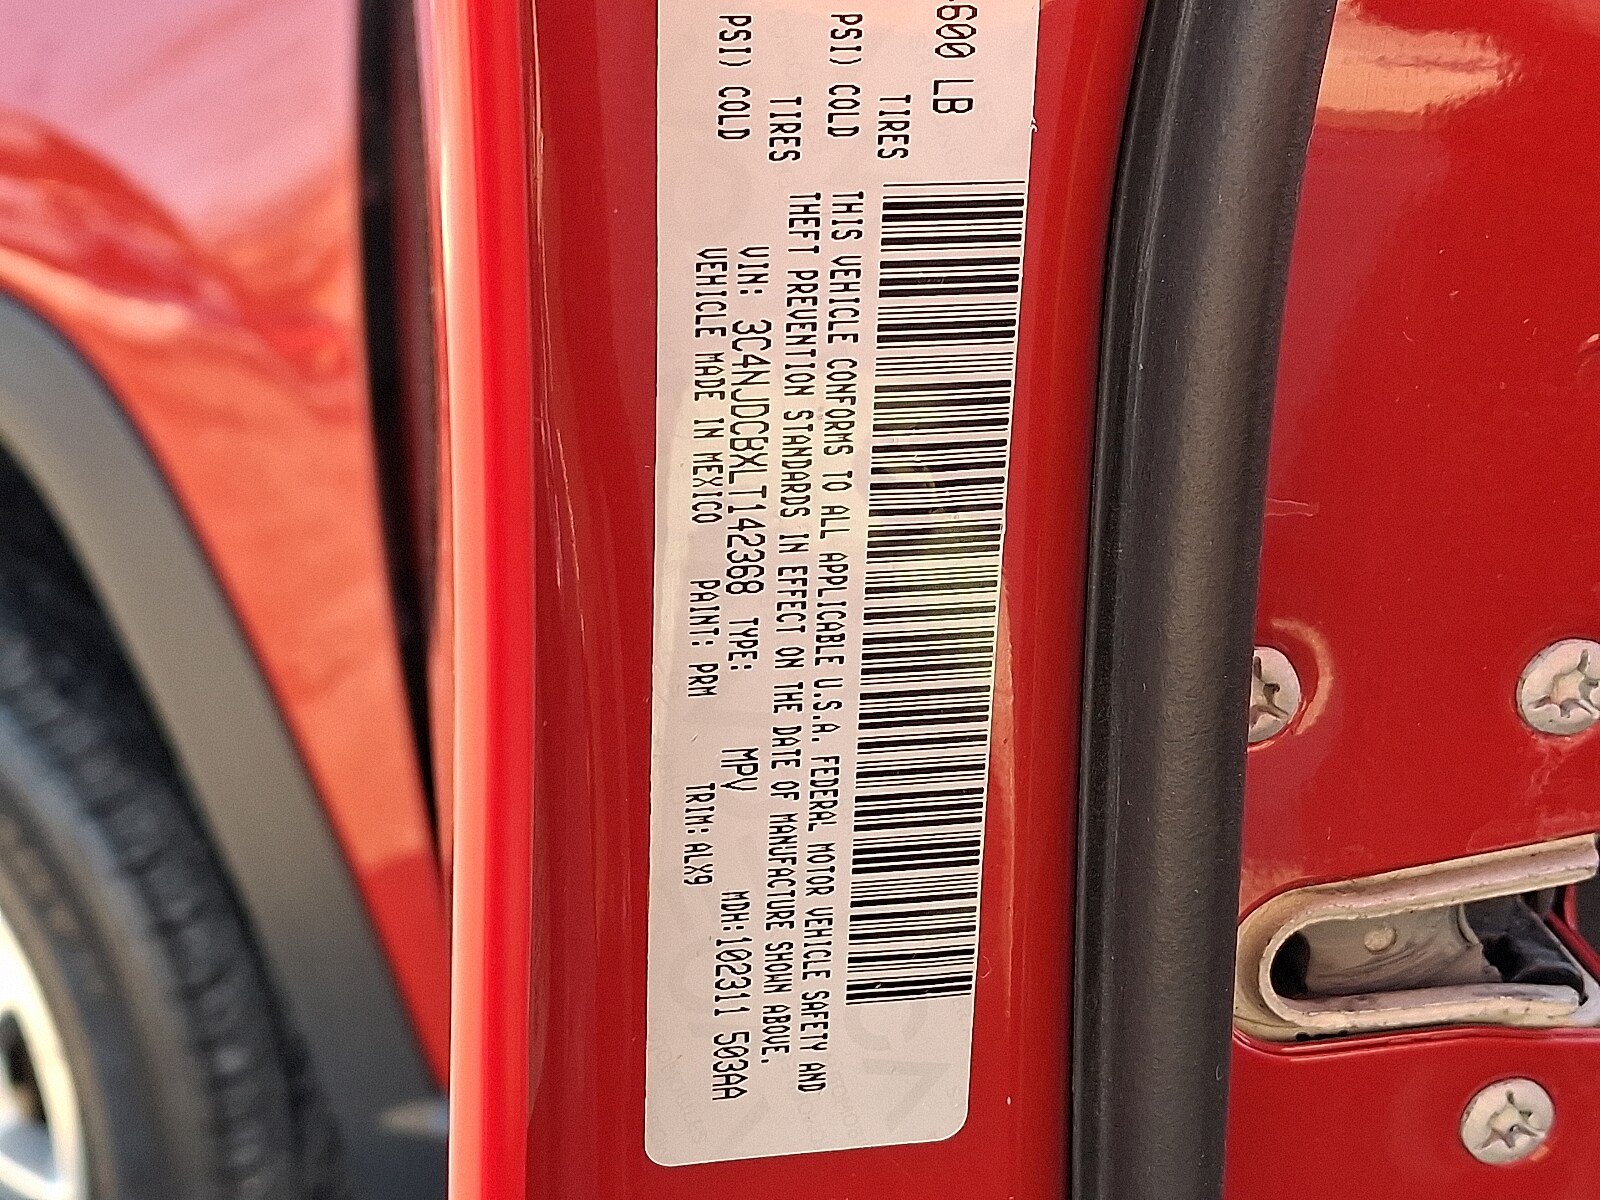 -600 LB
TIRES
PSI) COLD
TIRES
PSI) COLD
THIS VEHICLE CONFORMS TO ALL APPLICABLE U.S.A. FEDERAL MOTOR VEHICLE SAFETY AND
THEFT PREVENTION STANDARDS IN EFFECT ON THE DATE OF MANUFACTURE SHOWN ABOVE.
VIN: 3C4NJDCBXLT142368 TYPE: MPV MDH:102311 503AA
VEHICLE MADE IN MEXICO PAINT: PRM TRIM: ALX9